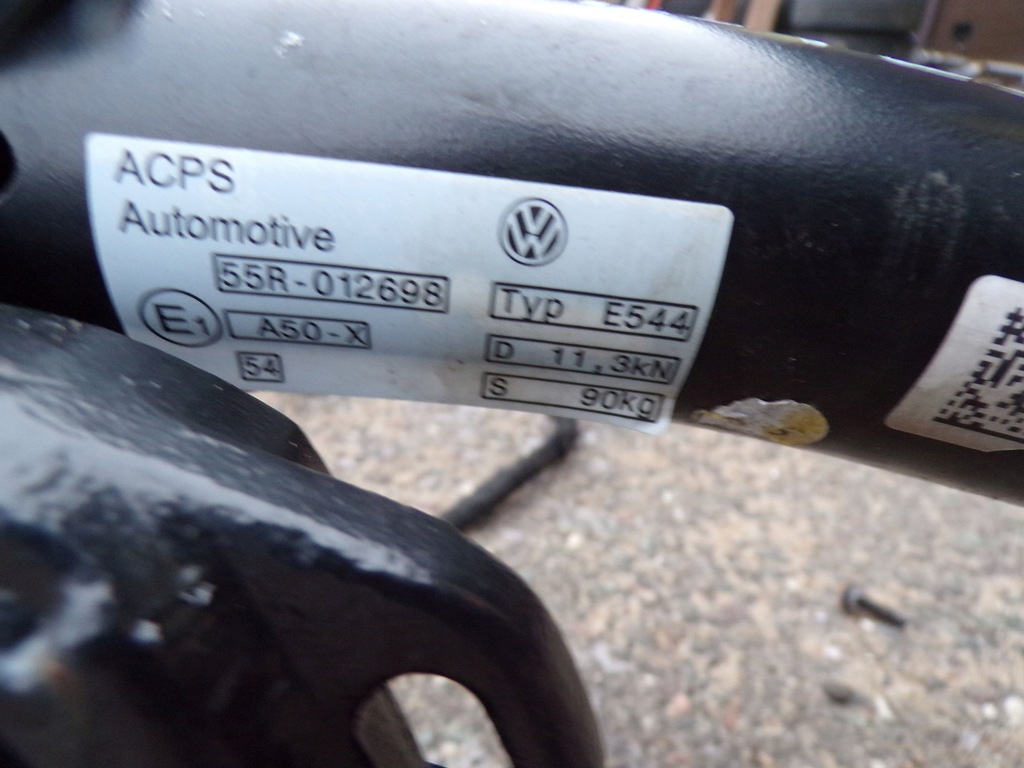 ACPS
Automotive
55R-012698
E1
A50-X
54
Typ E544
D 11,3kN
S 90kg